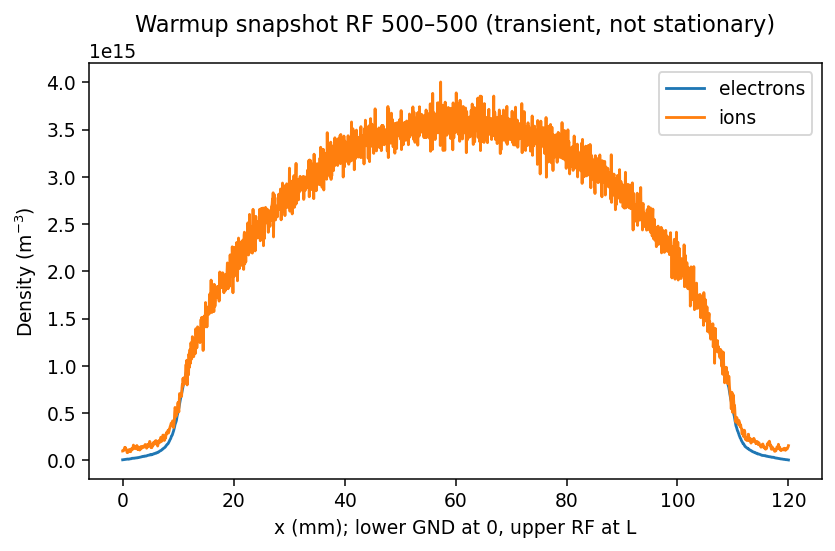 Warmup snapshot RF 500–500 (transient, not stationary)
1e15
electrons
ions
4.0
3.5
3.0
2.5
2.0
1.5
1.0
0.5
0.0
Density (m⁻³)
0 20 40 60 80 100 120
x (mm); lower GND at 0, upper RF at L